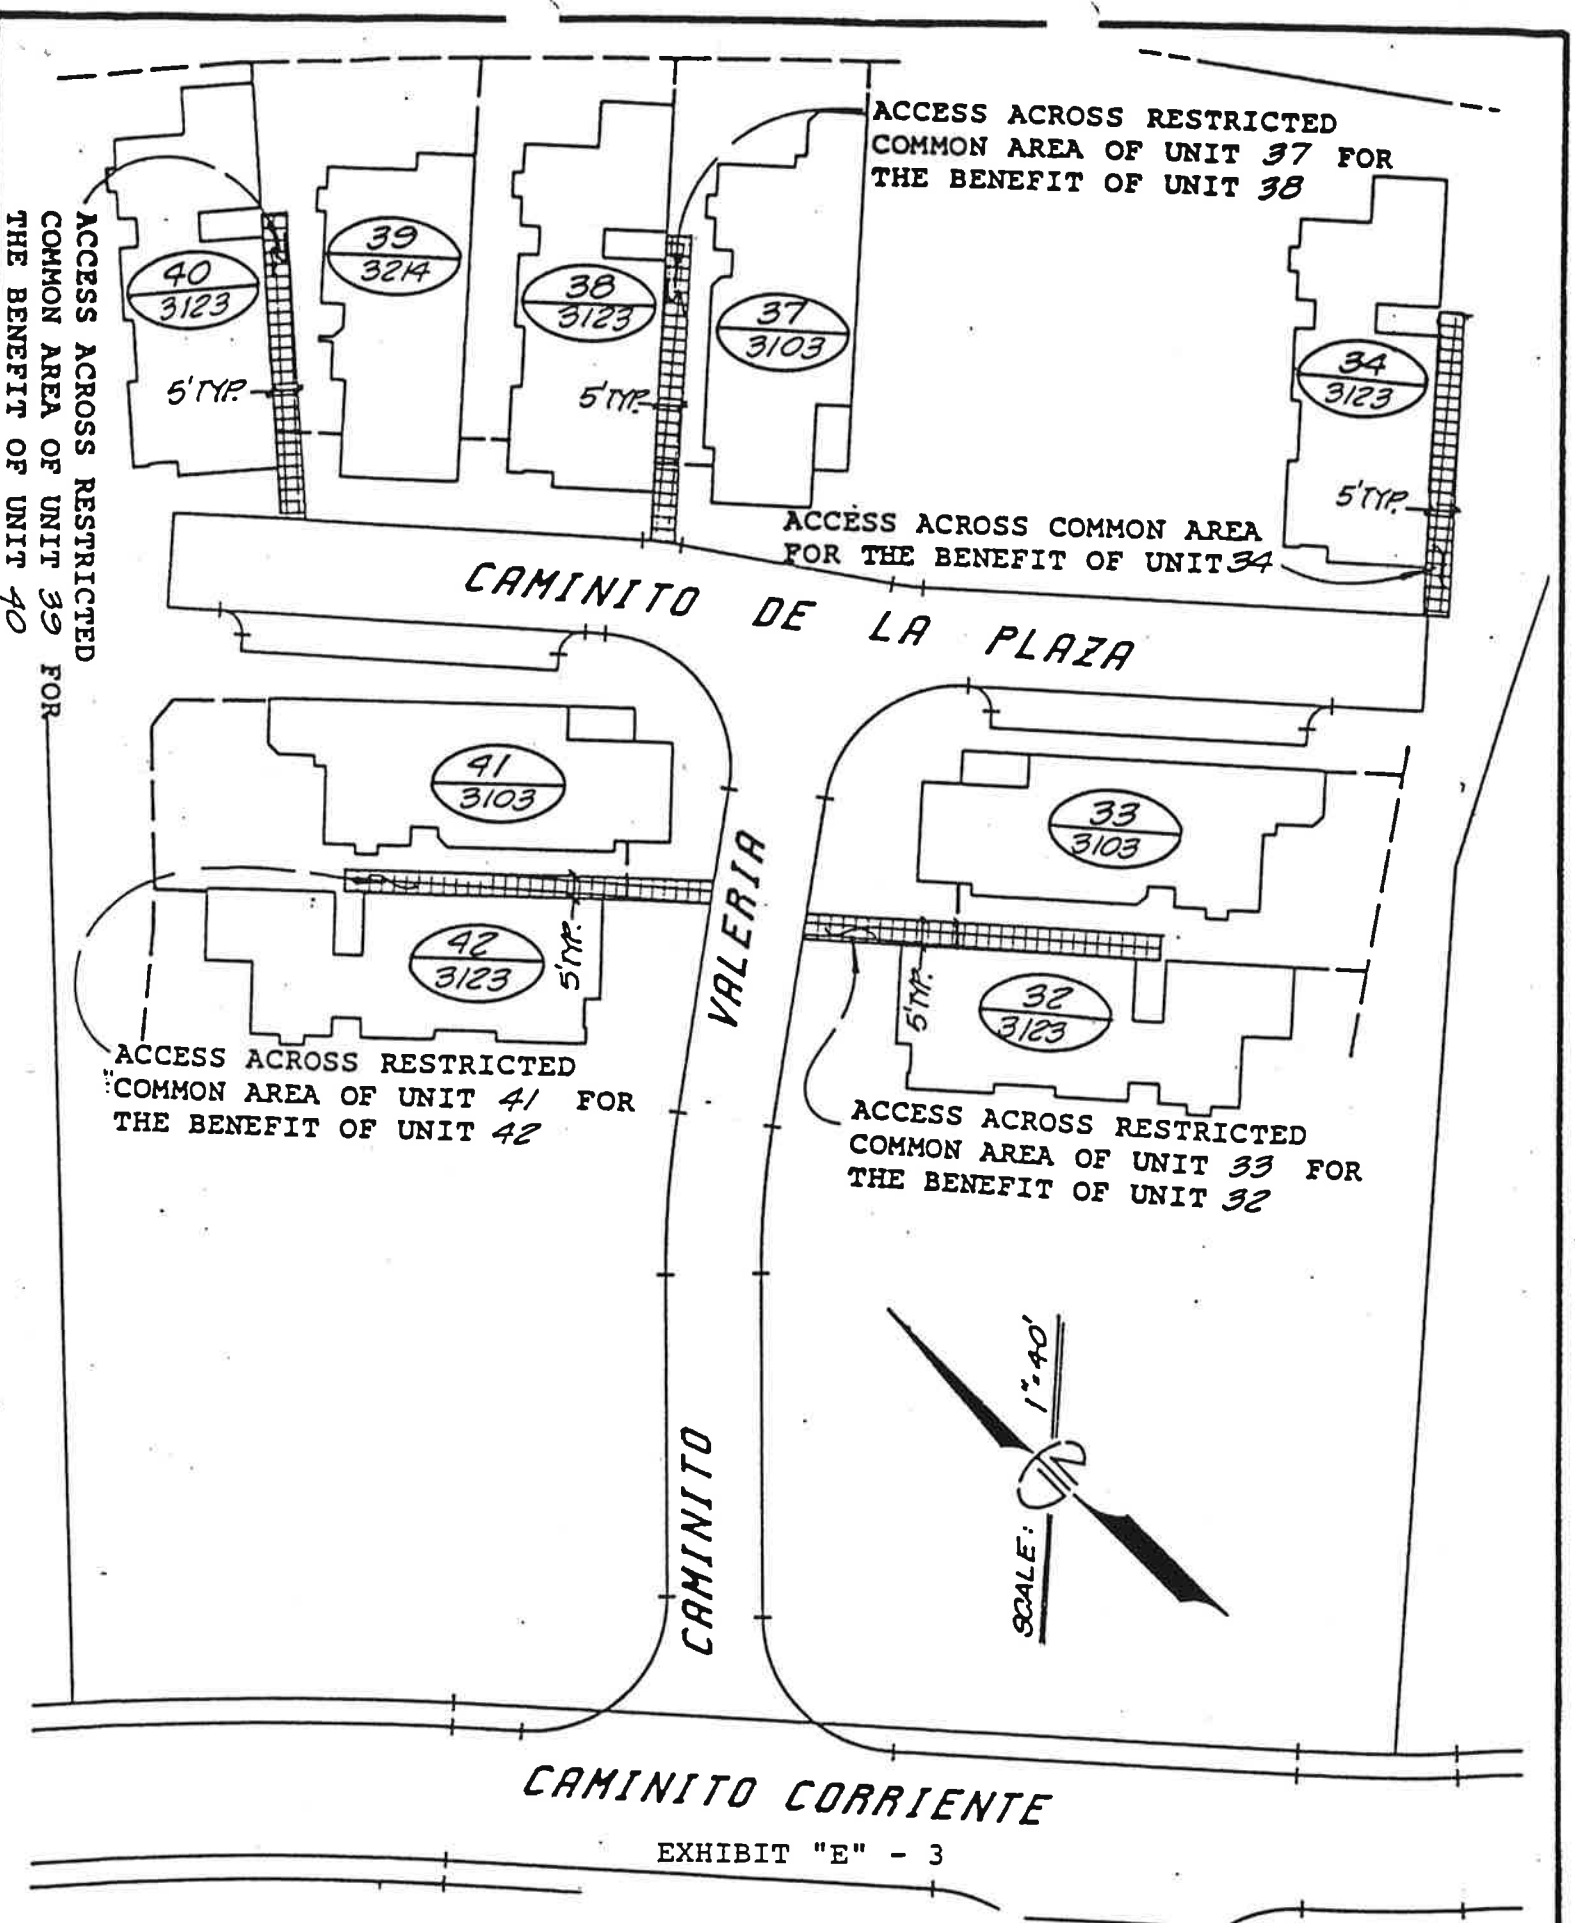 ACCESS ACROSS RESTRICTED
COMMON AREA OF UNIT 37 FOR
THE BENEFIT OF UNIT 38
ACCESS ACROSS RESTRICTED
COMMON AREA OF UNIT 39 FOR
THE BENEFIT OF UNIT 40
40
3123
39
3214
38
3123
37
3103
34
3123
5'TYP.
5'TYP.
5'TYP.
ACCESS ACROSS COMMON AREA
FOR THE BENEFIT OF UNIT 34
CAMINITO DE LA PLAZA
41
3103
33
3103
42
3123
5'TYP.
32
3123
5'TYP.
CAMINITO VALERIA
ACCESS ACROSS RESTRICTED
COMMON AREA OF UNIT 41 FOR
THE BENEFIT OF UNIT 42
ACCESS ACROSS RESTRICTED
COMMON AREA OF UNIT 33 FOR
THE BENEFIT OF UNIT 32
SCALE: 1"=40'
CAMINITO CORRIENTE
EXHIBIT "E" - 3